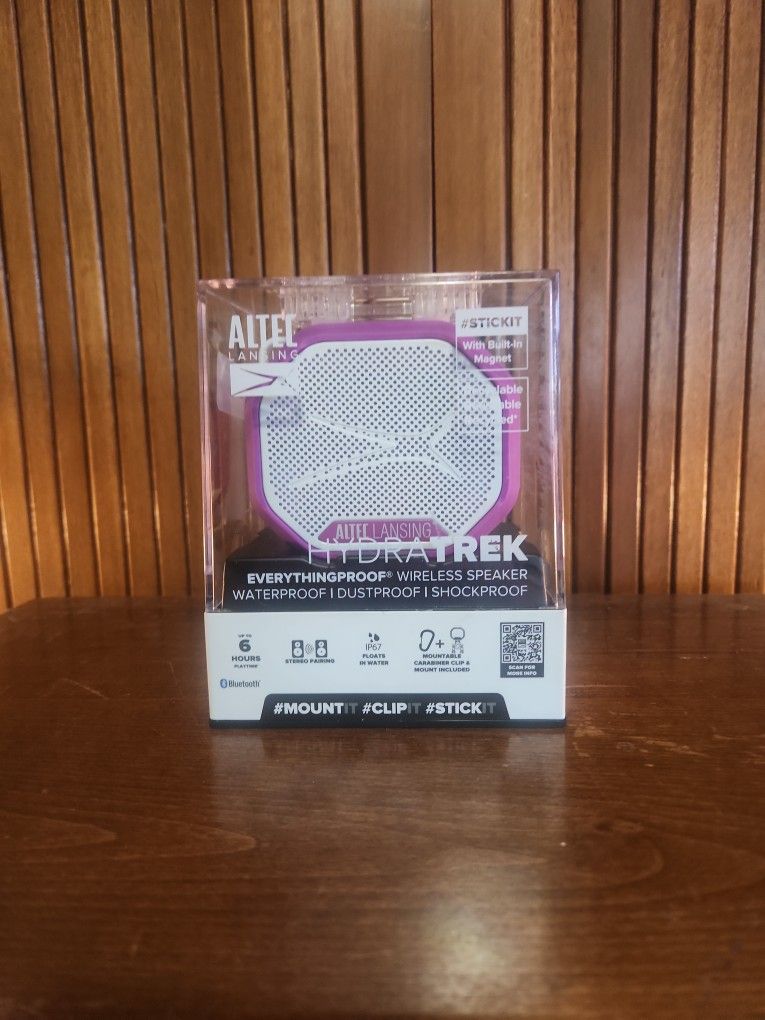 ALTEC
LANSING
#STICKIT
With Built-In
Magnet
ALTEC LANSING
HYDRATREK
EVERYTHINGPROOF® WIRELESS SPEAKER
WATERPROOF | DUSTPROOF | SHOCKPROOF
UP TO
6
HOURS
PLAYTIME
STEREO PAIRING
IP67
FLOATS
IN WATER
MOUNTABLE
CARABINER CLIP &
MOUNT INCLUDED
SCAN FOR
MORE INFO
Bluetooth®
#MOUNTIT #CLIPIT #STICKIT